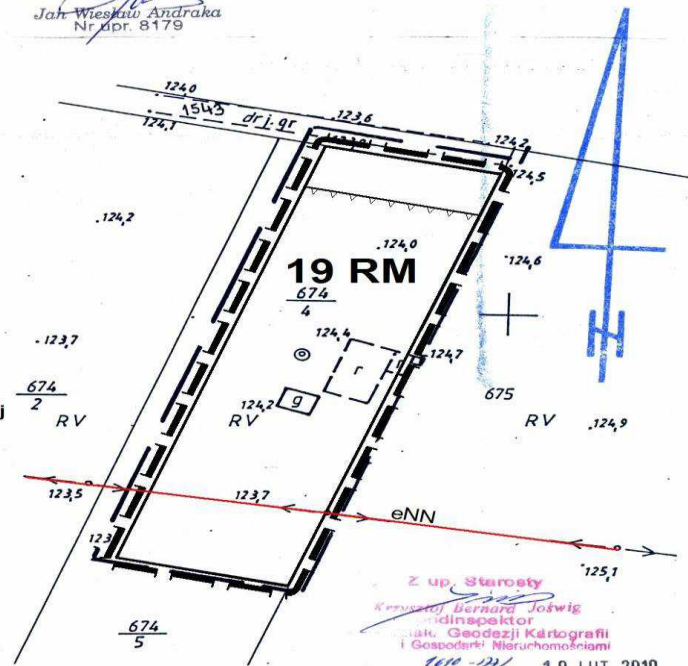 Jan Wiesław Andraka
Nr upr. 8179
124,0
1543 dr j.gr
123,6
124,1
124,2
124,5
124,2
124,0
124,6
19 RM
674
4
124,4
124,7
123,7
674
2
r
675
124,2
g
RV
RV
RV
124,9
123,5
123,7
eNN
123
125,1
Z up. Starosty
Krzysztof Bernard Joświg
Geodezji Kartografii
i Gospodarki Nieruchomościami
674
5
LUT. 2010